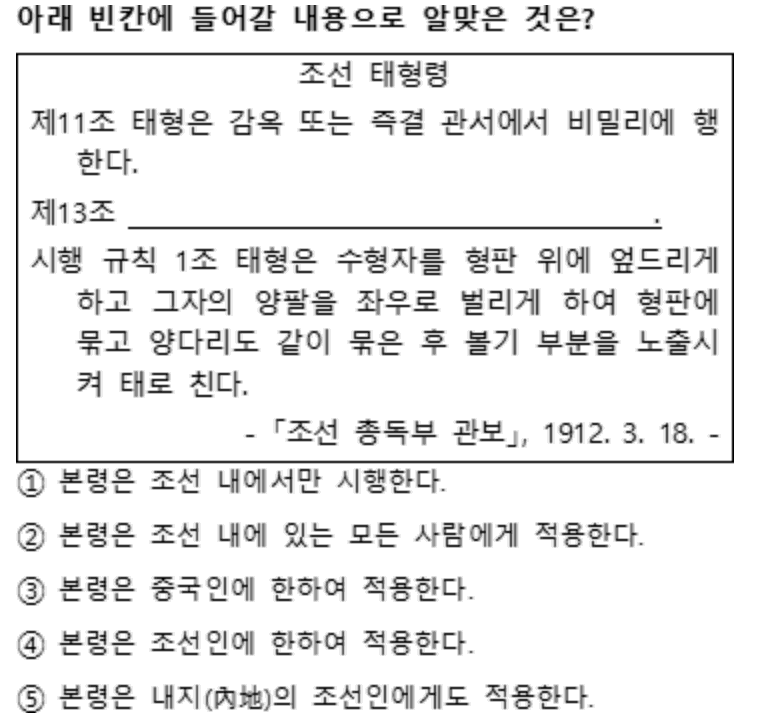 아래 빈칸에 들어갈 내용으로 알맞은 것은?
조선 태형령
제11조 태형은 감옥 또는 즉결 관서에서 비밀리에 행
한다.
제13조 ______________________________.
시행 규칙 1조 태형은 수형자를 형판 위에 엎드리게
하고 그자의 양팔을 좌우로 벌리게 하여 형판에
묶고 양다리도 같이 묶은 후 볼기 부분을 노출시
켜 태로 친다.
-「조선 총독부 관보」, 1912. 3. 18. -
① 본령은 조선 내에서만 시행한다.
② 본령은 조선 내에 있는 모든 사람에게 적용한다.
③ 본령은 중국인에 한하여 적용한다.
④ 본령은 조선인에 한하여 적용한다.
⑤ 본령은 내지(內地)의 조선인에게도 적용한다.